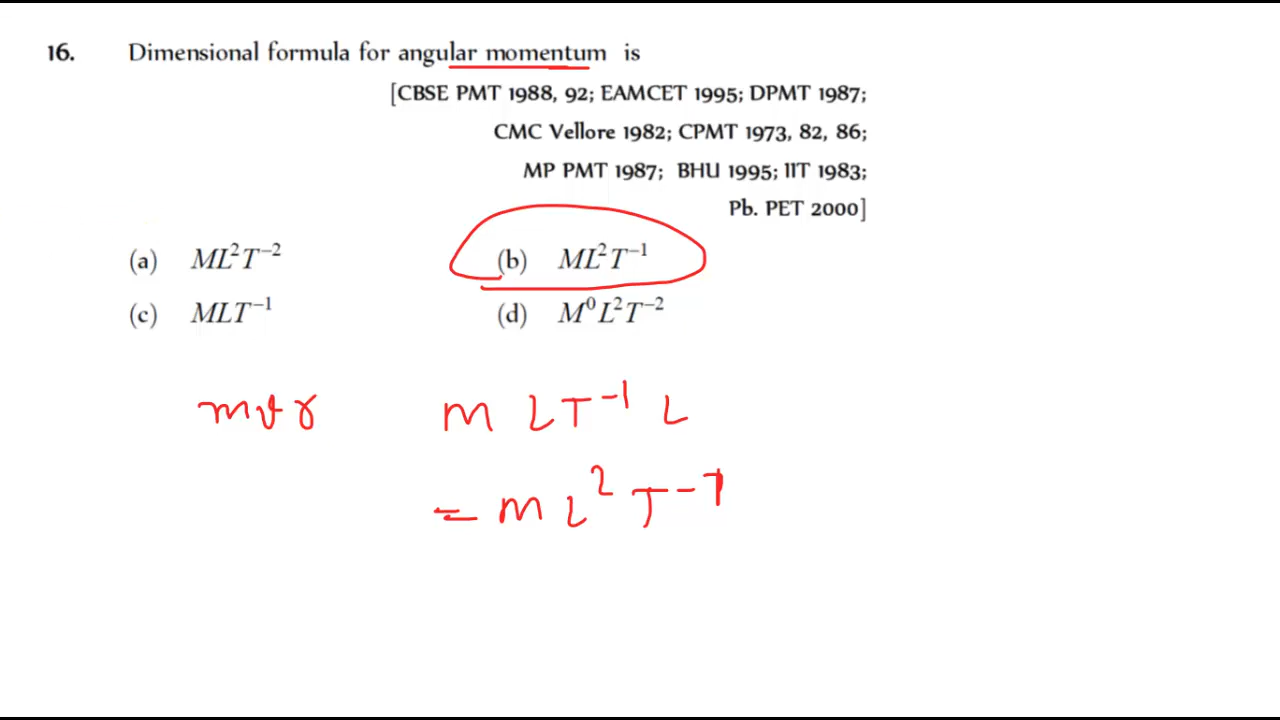 16. Dimensional formula for angular momentum is
[CBSE PMT 1988, 92; EAMCET 1995; DPMT 1987;
CMC Vellore 1982; CPMT 1973, 82, 86;
MP PMT 1987; BHU 1995; IIT 1983;
Pb. PET 2000]
(a) ML²T⁻² (b) ML²T⁻¹
(c) MLT⁻¹ (d) M⁰L²T⁻²
mvr M LT⁻¹ L
= M L² T⁻¹